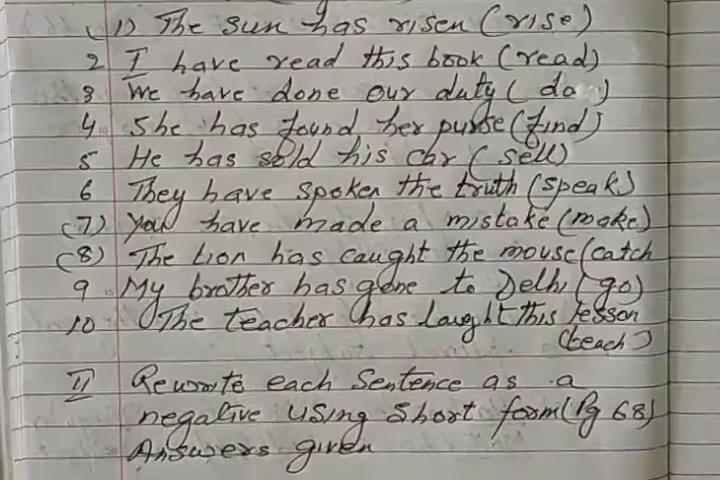 (1) The sun has risen (rise)
2 I have read this book (read)
3 We have done our duty (do)
4. She has found her purse (find)
5 He has sold his car (sell)
6 They have spoken the truth (speak)
(7) You have made a mistake (make)
(8) The Lion has caught the mouse (catch
9 My brother has gone to Delhi (go)
10 The teacher has taught this lesson
(teach)
II Rewrite each Sentence as a
negative using Short form (Pg 68)
Answers given